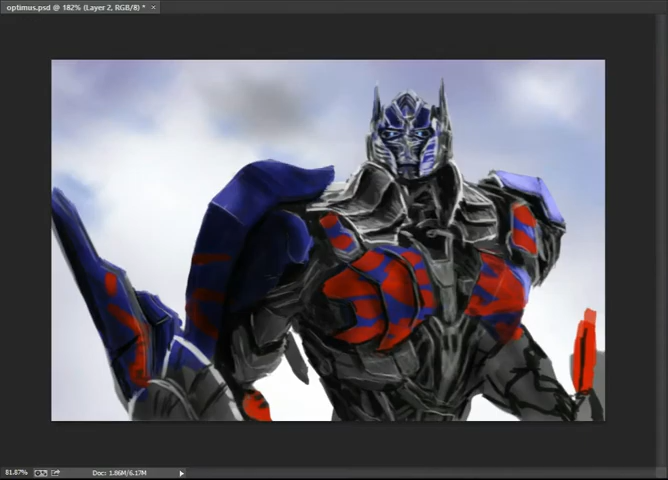 optimus.psd @ 182% (Layer 2, RGB/8) * ×
81.87% Doc: 1.86M/6.17M